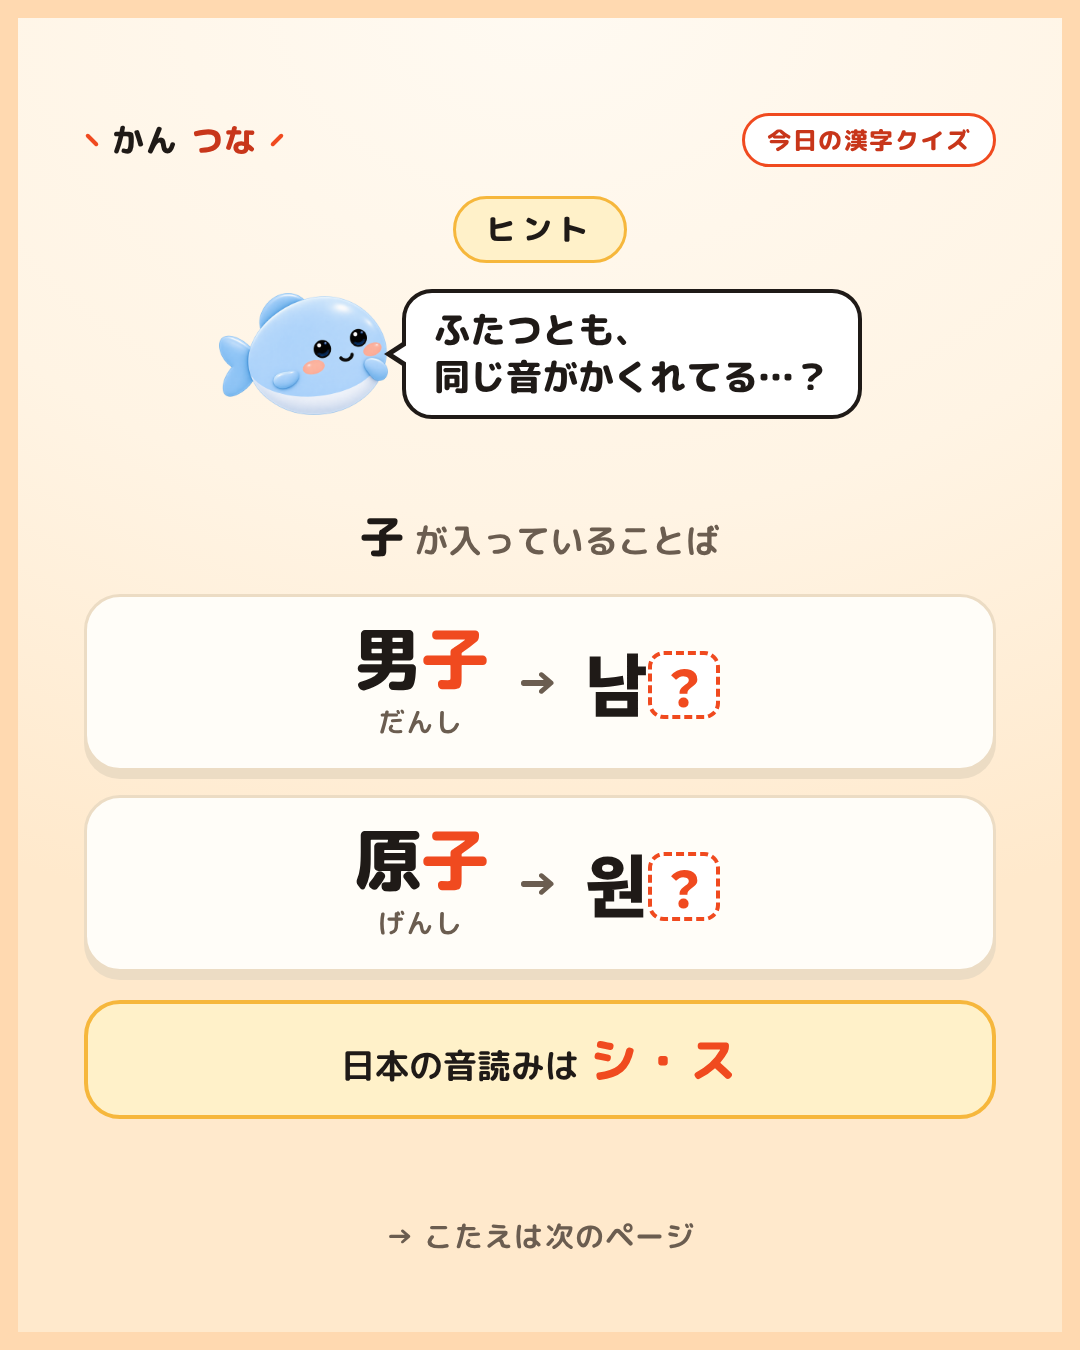 かん つな
今日の漢字クイズ
ヒント
ふたつとも、
同じ音がかくれてる…？
子 が入っていることば
男子 → 남？
だんし
原子 → 원？
げんし
日本の音読みは シ・ス
→ こたえは次のページ